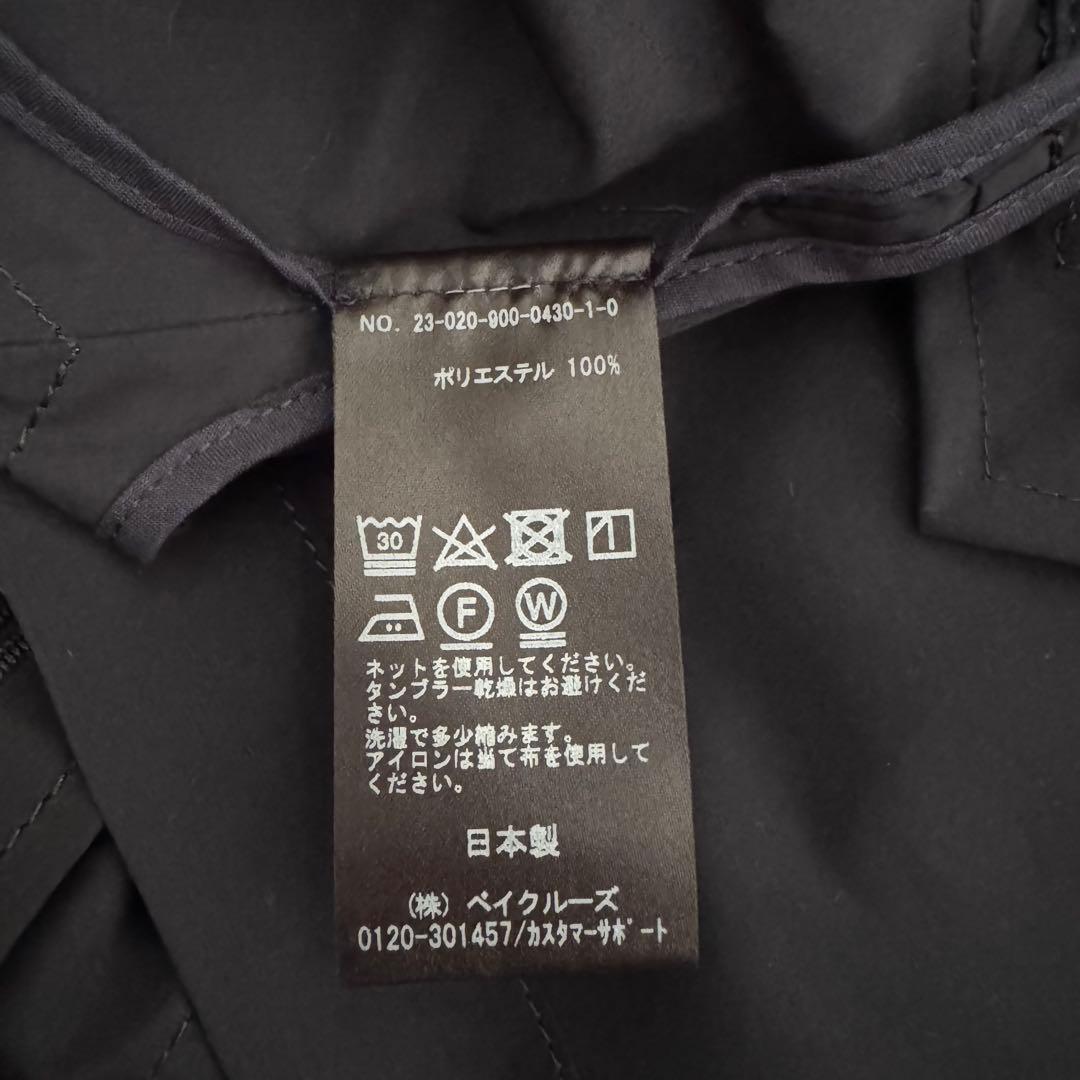 NO. 23-020-900-0430-1-0
ポリエステル 100%
30
F W
ネットを使用してください。
タンブラー乾燥はお避けくだ
さい。
洗濯で多少縮みます。
アイロンは当て布を使用して
ください。
日本製
(株) ベイクルーズ
0120-301457/ｶｽﾀﾏｰｻﾎﾟｰﾄ